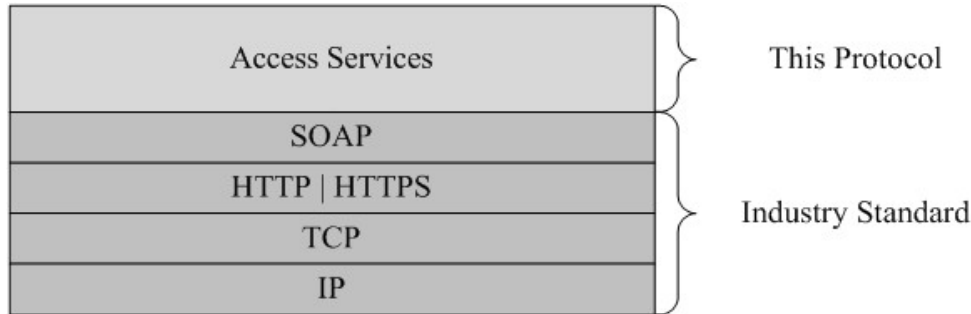 Access Services
This Protocol
SOAP
HTTP | HTTPS
Industry Standard
TCP
IP